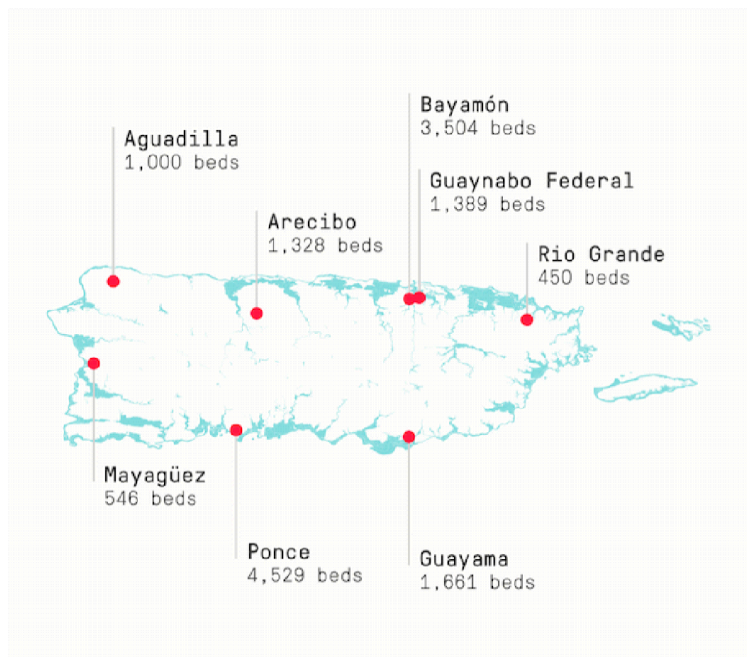 Bayamón
3,504 beds
Aguadilla
1,000 beds
Guaynabo Federal
1,389 beds
Arecibo
1,328 beds
Rio Grande
450 beds
Mayagüez
546 beds
Ponce
4,529 beds
Guayama
1,661 beds